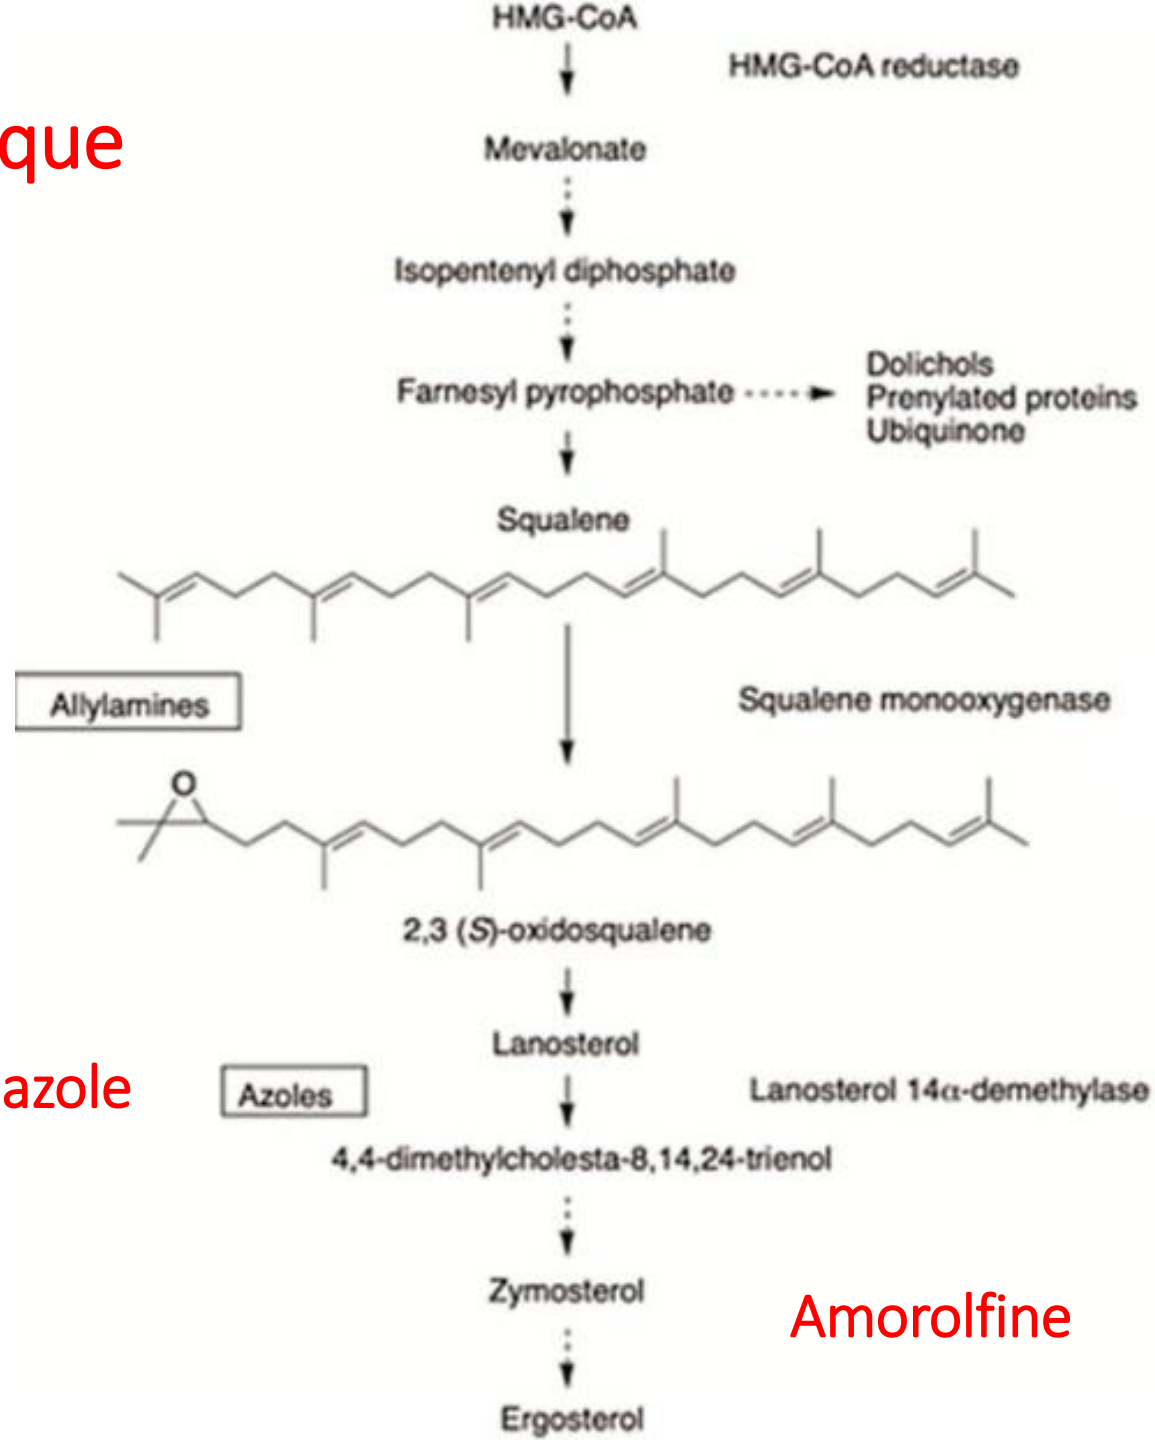 HMG-CoA
HMG-CoA reductase
que
Mevalonate
Isopentenyl diphosphate
Farnesyl pyrophosphate
Dolichols
Prenylated proteins
Ubiquinone
Squalene
Allylamines
Squalene monooxygenase
O
2,3 (S)-oxidosqualene
Lanosterol
azole
Azoles
Lanosterol 14α-demethylase
4,4-dimethylcholesta-8,14,24-trienol
Zymosterol
Amorolfine
Ergosterol